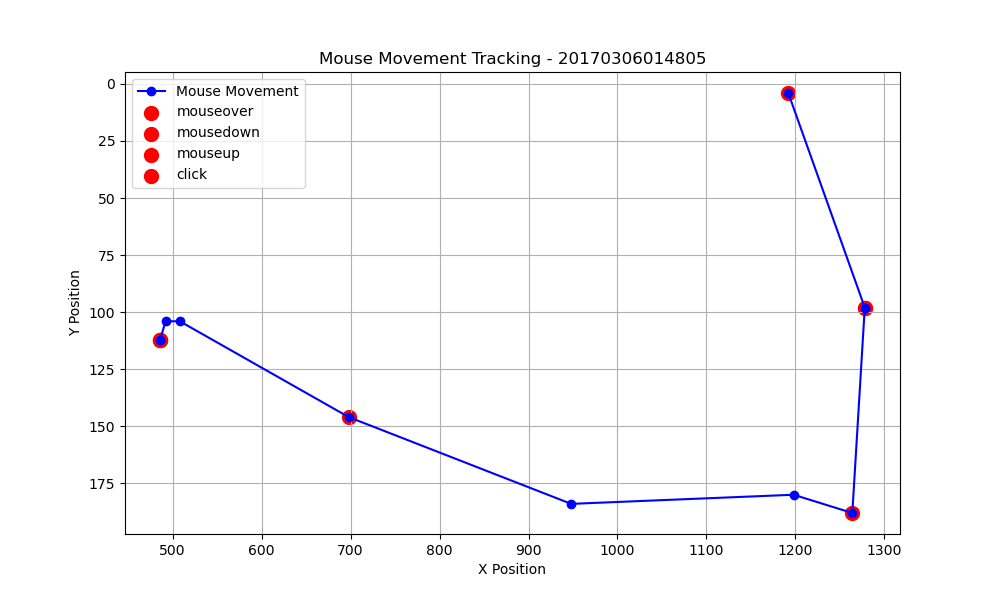 Mouse Movement Tracking - 20170306014805
Mouse Movement
mouseover
mousedown
mouseup
click
0
25
50
75
100
125
150
175
Y Position
500 600 700 800 900 1000 1100 1200 1300
X Position